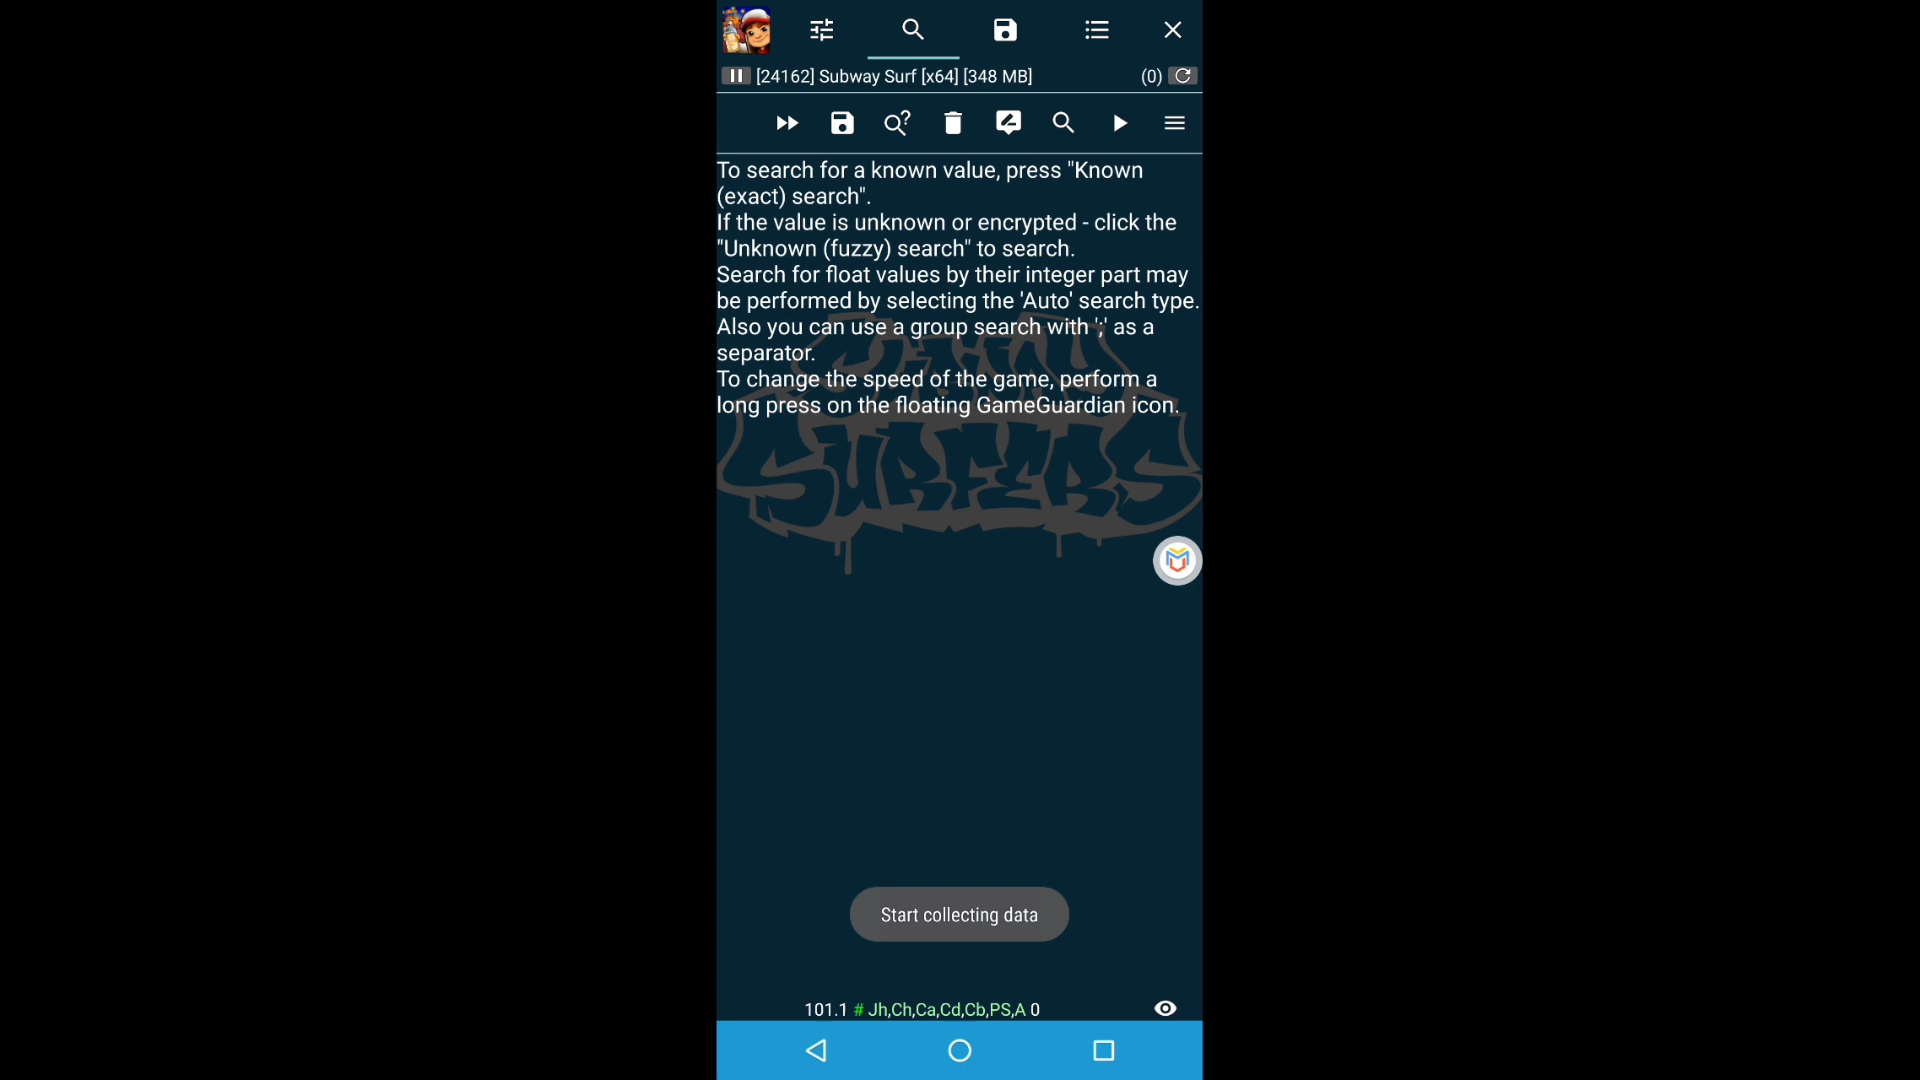 [24162] Subway Surf [x64] [348 MB] (0)
To search for a known value, press "Known
(exact) search".
If the value is unknown or encrypted - click the
"Unknown (fuzzy) search" to search.
Search for float values by their integer part may
be performed by selecting the 'Auto' search type.
Also you can use a group search with ';' as a
separator.
To change the speed of the game, perform a
long press on the floating GameGuardian icon.
SUBWAY
SURFERS
Start collecting data
101.1 # Jh,Ch,Ca,Cd,Cb,PS,A 0